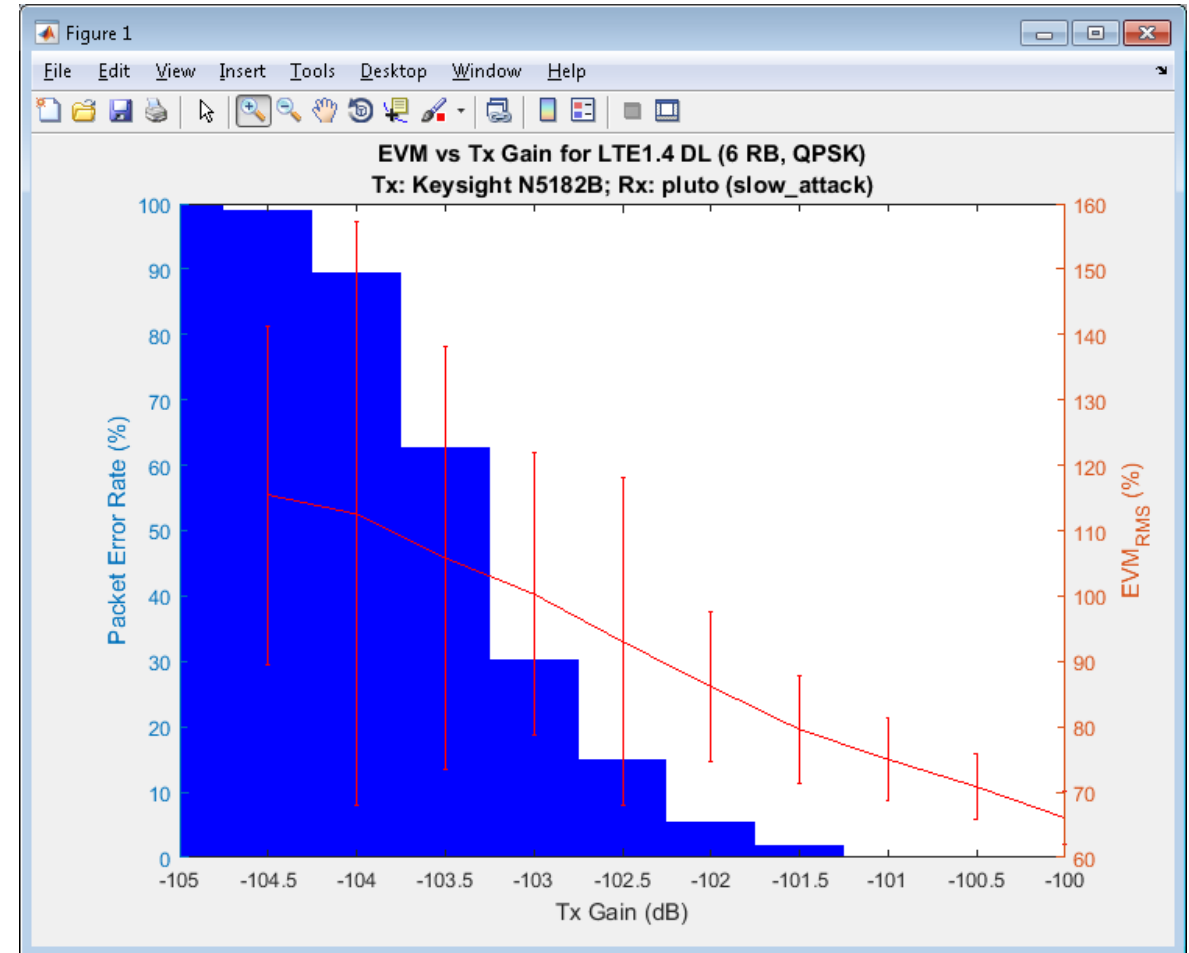 Figure 1
File Edit View Insert Tools Desktop Window Help
EVM vs Tx Gain for LTE1.4 DL (6 RB, QPSK)
Tx: Keysight N5182B; Rx: pluto (slow_attack)
100
90
80
70
60
50
40
30
20
10
0
Packet Error Rate (%)
160
150
140
130
120
110
100
90
80
70
60
EVM_RMS (%)
-105 -104.5 -104 -103.5 -103 -102.5 -102 -101.5 -101 -100.5 -100
Tx Gain (dB)